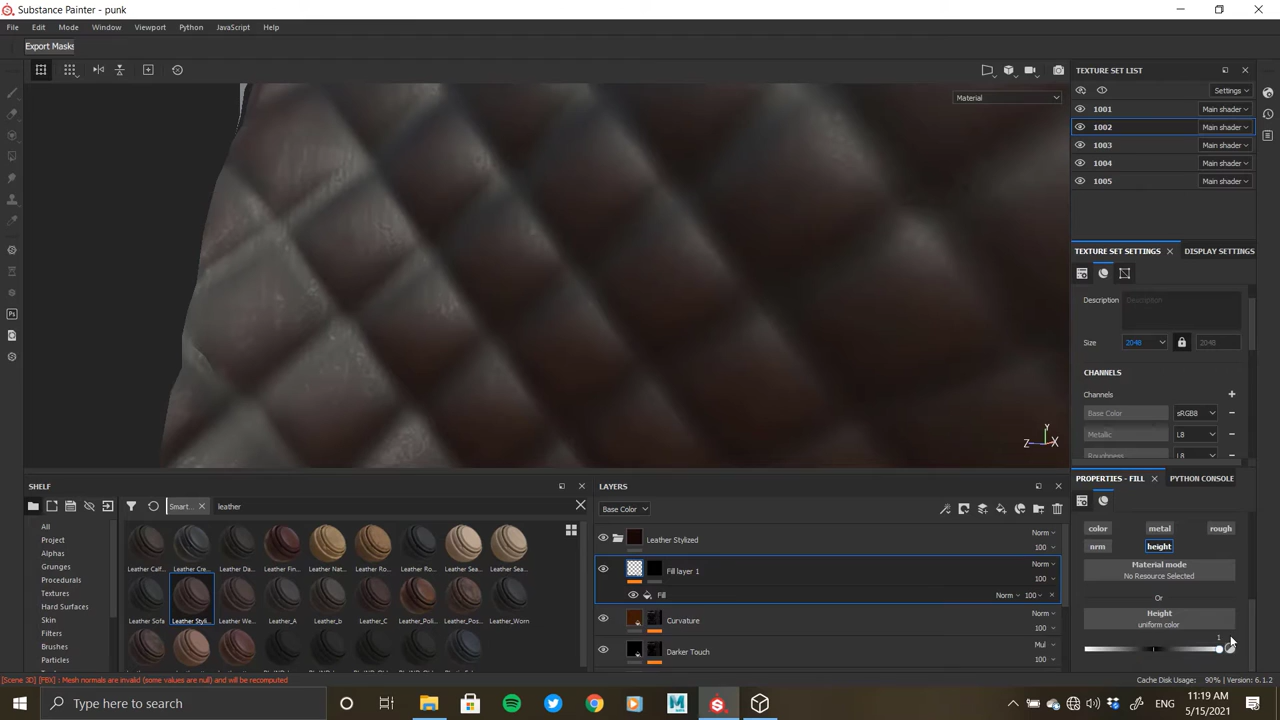 Substance Painter - punk
File Edit Mode Window Viewport Python JavaScript Help
Export Masks
Material
TEXTURE SET LIST
Settings
1001 Main shader
1002 Main shader
1003 Main shader
1004 Main shader
1005 Main shader
TEXTURE SET SETTINGS DISPLAY SETTINGS
Description Description
Size 2048 2048
CHANNELS
Channels
Base Color sRGB8
Metallic L8
Roughness L8
Y
Z X
SHELF
Smart... leather
All
Project
Alphas
Grunges
Procedurals
Textures
Hard Surfaces
Skin
Filters
Brushes
Particles
Leather Calf... Leather Cre... Leather Da... Leather Fin... Leather Nat... Leather Ro... Leather Ro... Leather Sea... Leather Sea...
Leather Sofa Leather Styli... Leather We... Leather_A Leather_b Leather_C Leather_Poli... Leather_Pos... Leather_Worn
LAYERS
Base Color
Leather Stylized Norm 100
Fill layer 1 Norm 100
Fill Norm 100
Curvature Norm 100
Darker Touch Mul 100
PROPERTIES - FILL PYTHON CONSOLE
color metal rough
nrm height
Material mode
No Resource Selected
Or
Height
uniform color
1
[Scene 3D] [FBX] : Mesh normals are invalid (some values are null) and will be recomputed
Cache Disk Usage: 90% | Version: 6.1.2
Ps
Type here to search
ENG
11:19 AM
5/15/2021